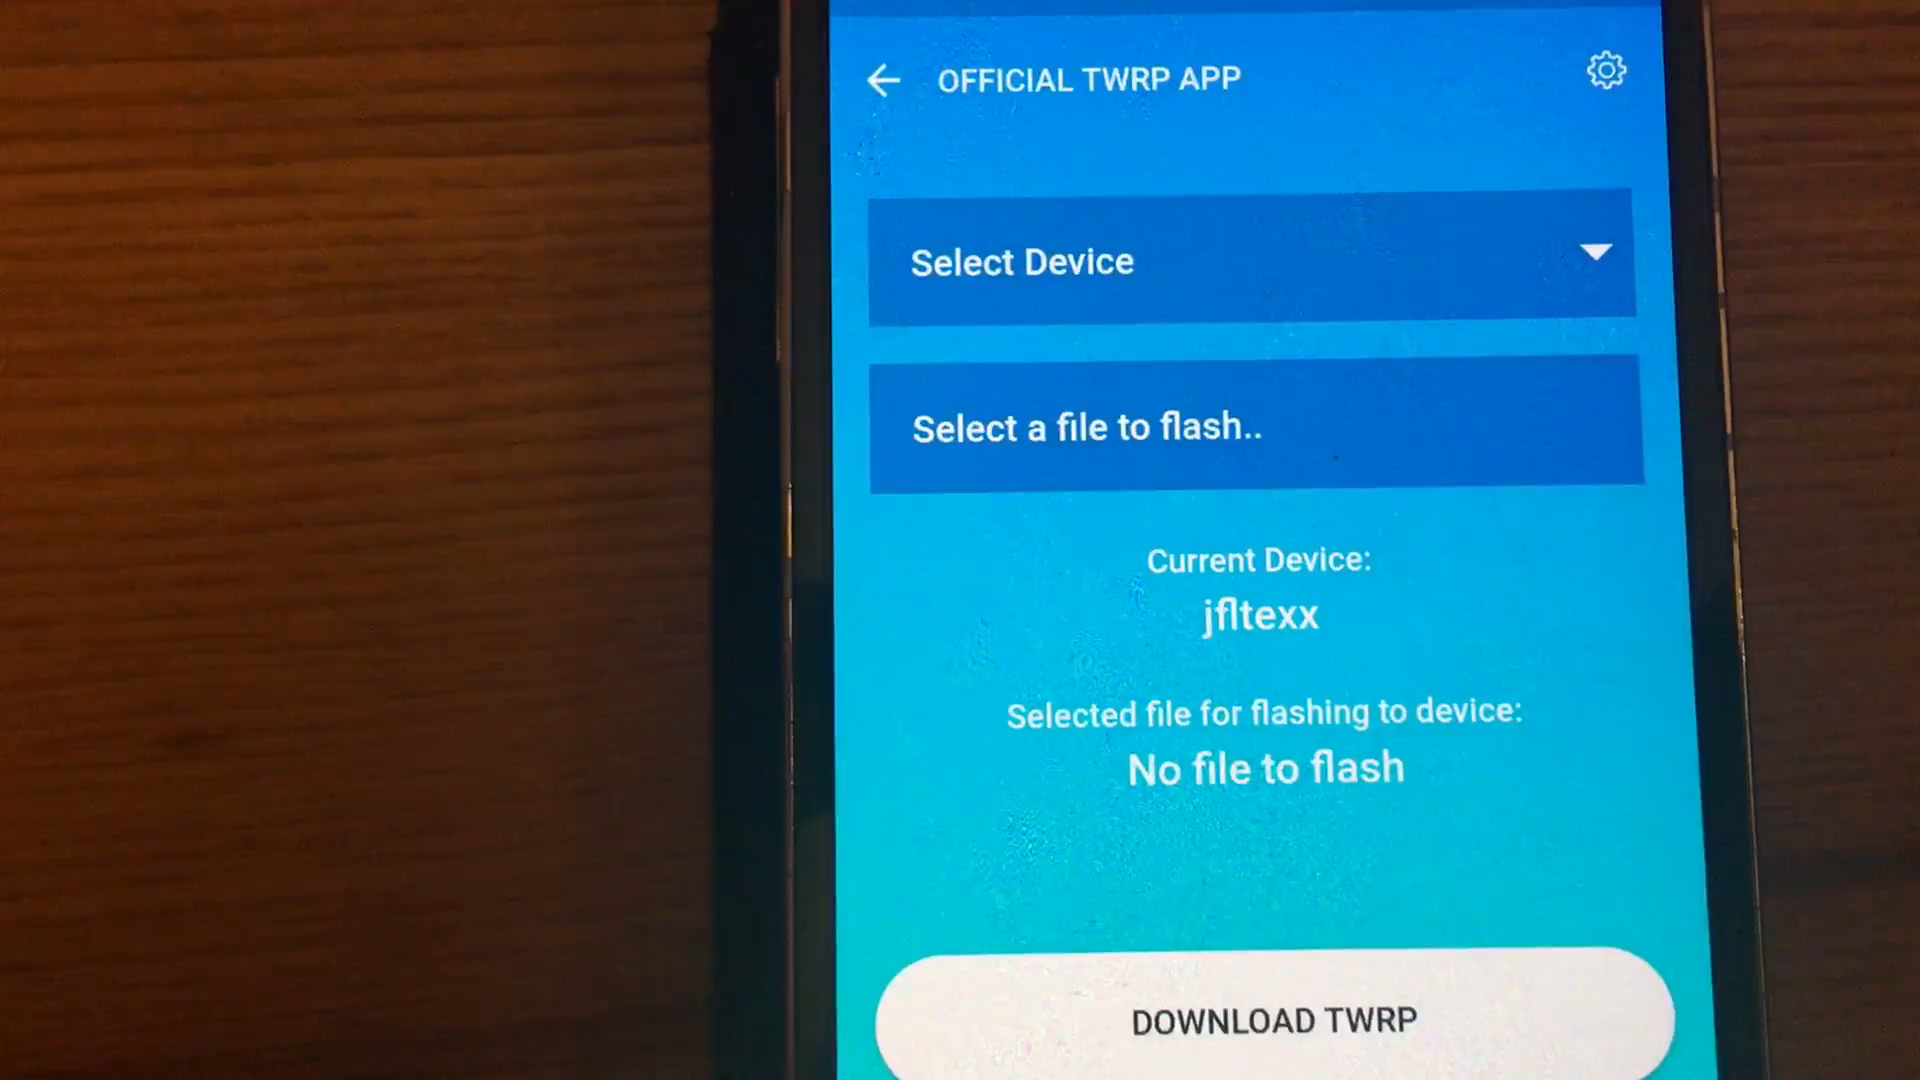 OFFICIAL TWRP APP
Select Device
Select a file to flash..
Current Device:
jfltexx
Selected file for flashing to device:
No file to flash
DOWNLOAD TWRP